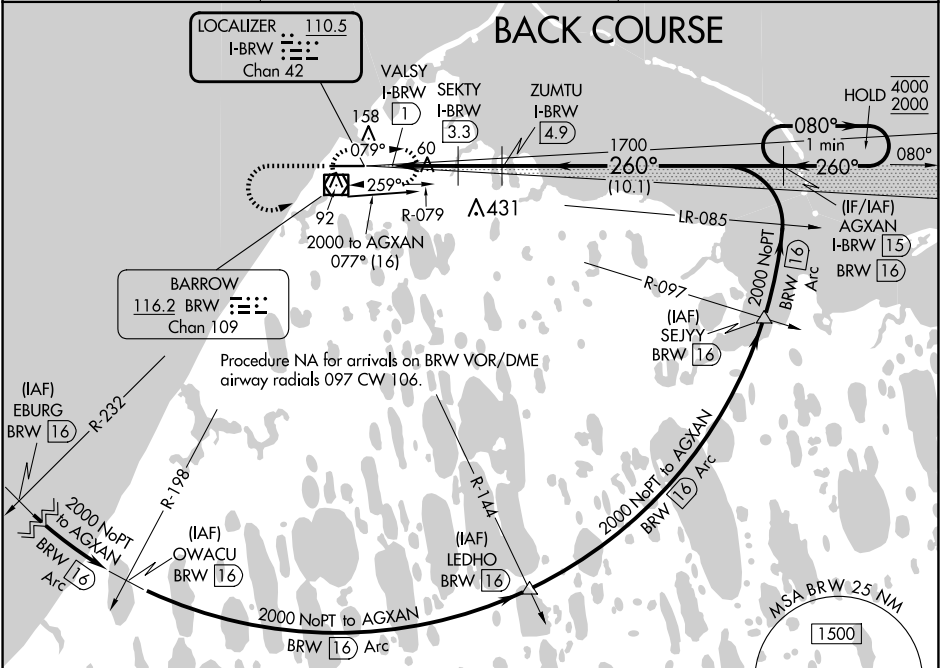 BACK COURSE
LOCALIZER 110.5
I-BRW
Chan 42
VALSY
I-BRW
1
SEKTY
I-BRW
3.3
ZUMTU
I-BRW
4.9
HOLD
4000
2000
158
079°
60
1700
260°
(10.1)
080°
1 min
260°
080°
259°
92
R-079
2000 to AGXAN
077° (16)
431
LR-085
(IF/IAF)
AGXAN
I-BRW 15
BRW 16
2000 NoPT
BRW 16
Arc
R-097
(IAF)
SEJYY
BRW 16
BARROW
116.2 BRW
Chan 109
Procedure NA for arrivals on BRW VOR/DME
airway radials 097 CW 106.
(IAF)
EBURG
BRW 16
R-232
R-198
R-144
2000 NoPT
to AGXAN
BRW 16
Arc
(IAF)
OWACU
BRW 16
(IAF)
LEDHO
BRW 16
2000 NoPT to AGXAN
BRW 16 Arc
2000 NoPT to AGXAN
BRW 16 Arc
MSA BRW 25 NM
1500